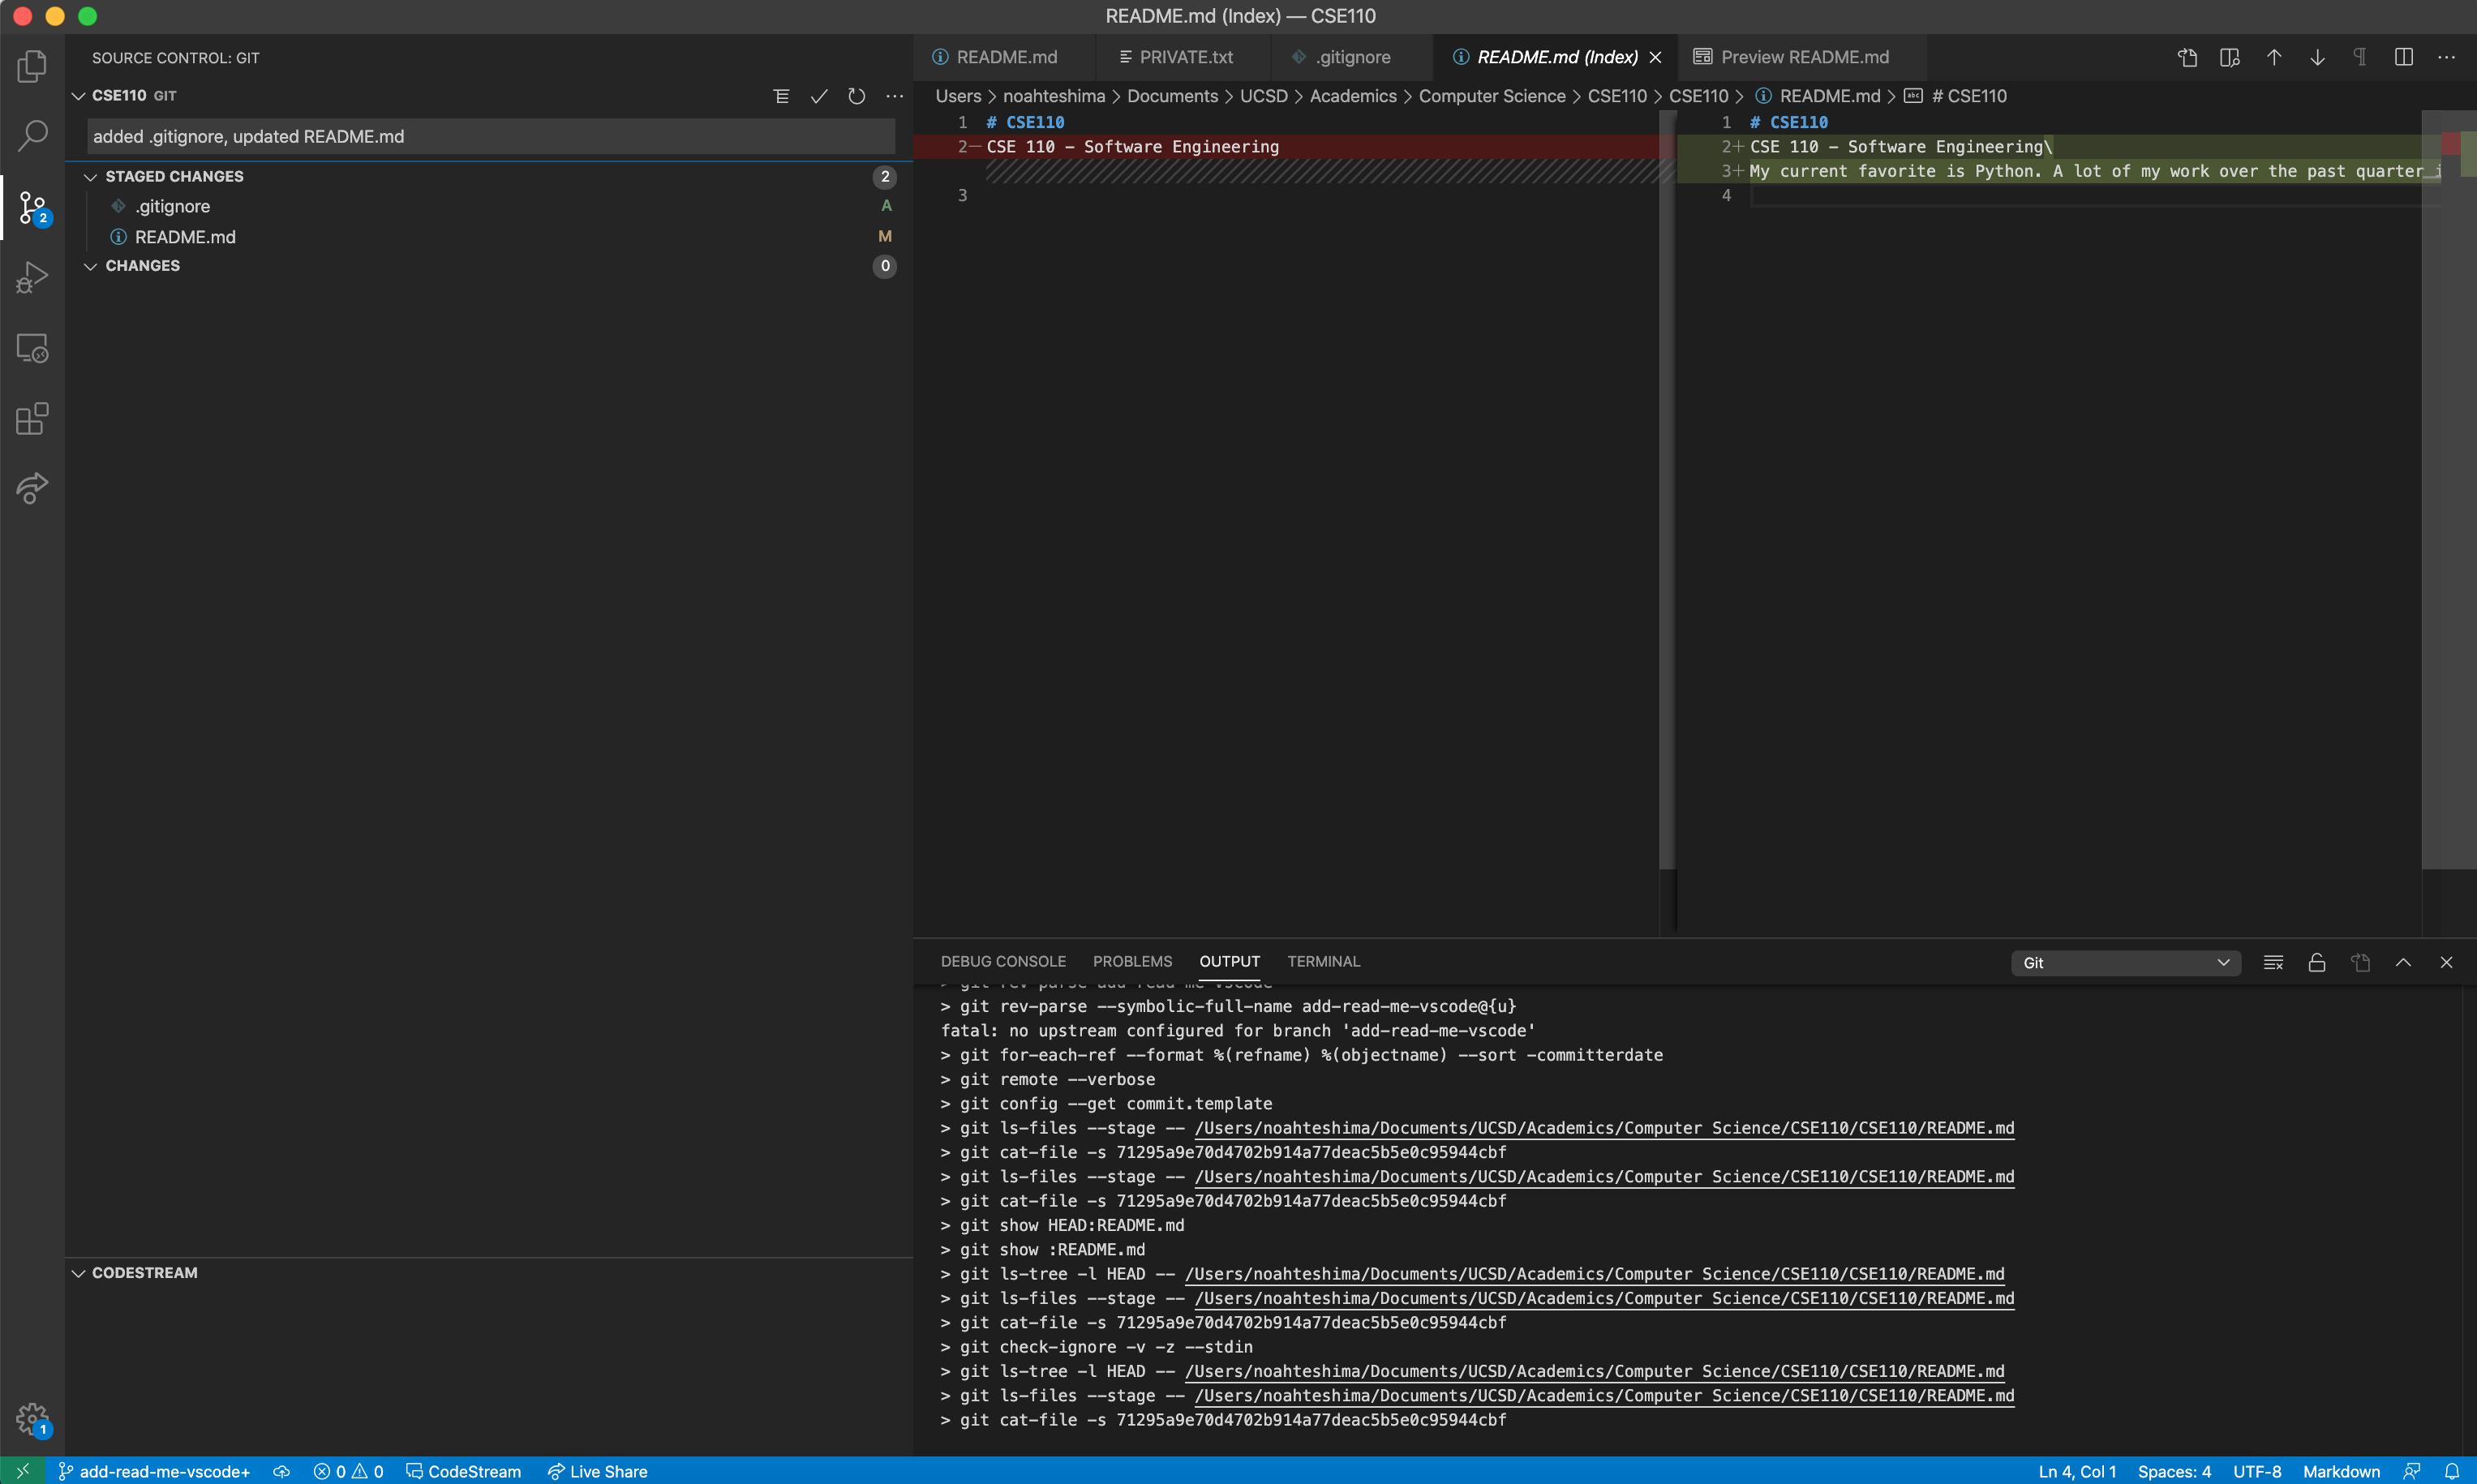 README.md (Index) — CSE110
SOURCE CONTROL: GIT
CSE110 GIT
added .gitignore, updated README.md
STAGED CHANGES 2
.gitignore A
README.md M
CHANGES 0
2
1
CODESTREAM
README.md PRIVATE.txt .gitignore README.md (Index) Preview README.md
Users > noahteshima > Documents > UCSD > Academics > Computer Science > CSE110 > CSE110 > README.md > # CSE110
1 # CSE110
2— CSE 110 - Software Engineering
3
1 # CSE110
2+ CSE 110 - Software Engineering\
3+ My current favorite is Python. A lot of my work over the past quarter i
4
DEBUG CONSOLE PROBLEMS OUTPUT TERMINAL Git
> git rev-parse add-read-me-vscode
> git rev-parse --symbolic-full-name add-read-me-vscode@{u}
fatal: no upstream configured for branch 'add-read-me-vscode'
> git for-each-ref --format %(refname) %(objectname) --sort -committerdate
> git remote --verbose
> git config --get commit.template
> git ls-files --stage -- /Users/noahteshima/Documents/UCSD/Academics/Computer Science/CSE110/CSE110/README.md
> git cat-file -s 71295a9e70d4702b914a77deac5b5e0c95944cbf
> git ls-files --stage -- /Users/noahteshima/Documents/UCSD/Academics/Computer Science/CSE110/CSE110/README.md
> git cat-file -s 71295a9e70d4702b914a77deac5b5e0c95944cbf
> git show HEAD:README.md
> git show :README.md
> git ls-tree -l HEAD -- /Users/noahteshima/Documents/UCSD/Academics/Computer Science/CSE110/CSE110/README.md
> git ls-files --stage -- /Users/noahteshima/Documents/UCSD/Academics/Computer Science/CSE110/CSE110/README.md
> git cat-file -s 71295a9e70d4702b914a77deac5b5e0c95944cbf
> git check-ignore -v -z --stdin
> git ls-tree -l HEAD -- /Users/noahteshima/Documents/UCSD/Academics/Computer Science/CSE110/CSE110/README.md
> git ls-files --stage -- /Users/noahteshima/Documents/UCSD/Academics/Computer Science/CSE110/CSE110/README.md
> git cat-file -s 71295a9e70d4702b914a77deac5b5e0c95944cbf
add-read-me-vscode+ 0 0 CodeStream Live Share Ln 4, Col 1 Spaces: 4 UTF-8 Markdown